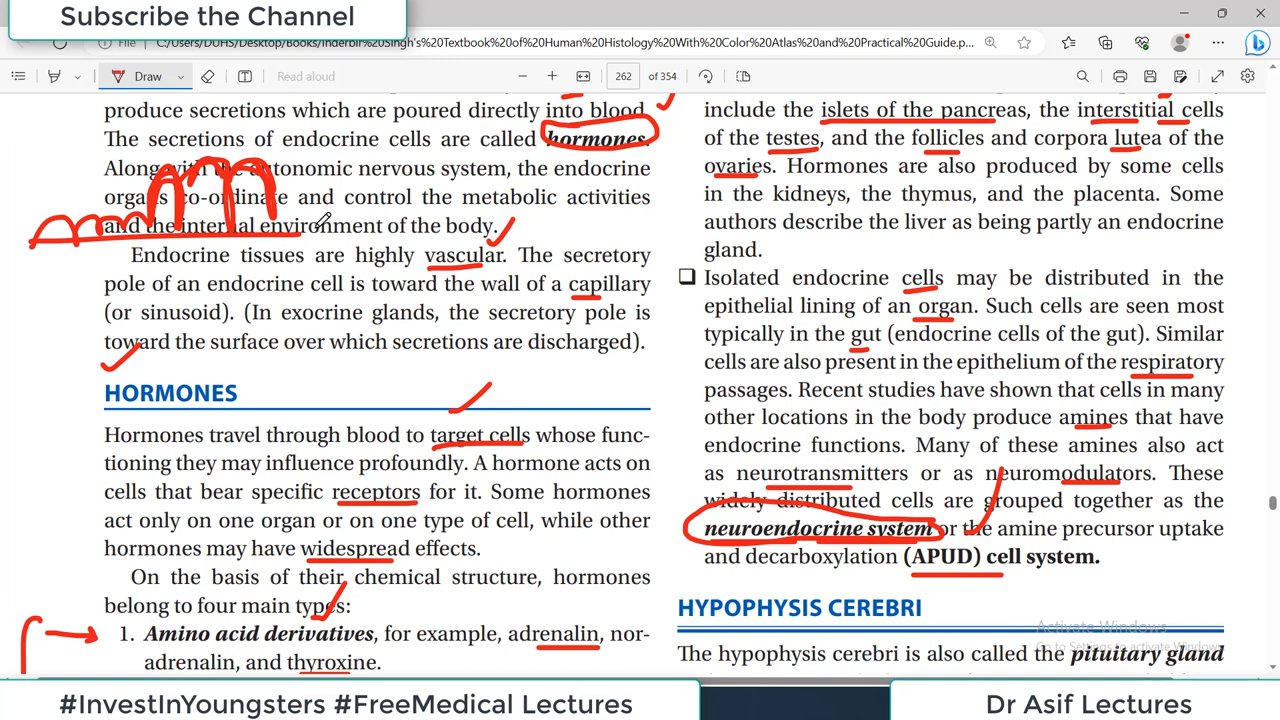 Subscribe the Channel
File C:/Users/DUHS/Desktop/Books/Inderbir%20Singh's%20Textbook%20of%20Human%20Histology%20With%20Color%20Atlas%20and%20Practical%20Guide.p...
Draw Read aloud 262 of 354
produce secretions which are poured directly into blood.
The secretions of endocrine cells are called hormones.
Along with the autonomic nervous system, the endocrine
organs co-ordinate and control the metabolic activities
and the internal environment of the body.
Endocrine tissues are highly vascular. The secretory
pole of an endocrine cell is toward the wall of a capillary
(or sinusoid). (In exocrine glands, the secretory pole is
toward the surface over which secretions are discharged).
HORMONES
Hormones travel through blood to target cells whose func-
tioning they may influence profoundly. A hormone acts on
cells that bear specific receptors for it. Some hormones
act only on one organ or on one type of cell, while other
hormones may have widespread effects.
On the basis of their chemical structure, hormones
belong to four main types:
1. Amino acid derivatives, for example, adrenalin, nor-
adrenalin, and thyroxine.
include the islets of the pancreas, the interstitial cells
of the testes, and the follicles and corpora lutea of the
ovaries. Hormones are also produced by some cells
in the kidneys, the thymus, and the placenta. Some
authors describe the liver as being partly an endocrine
gland.
❑ Isolated endocrine cells may be distributed in the
epithelial lining of an organ. Such cells are seen most
typically in the gut (endocrine cells of the gut). Similar
cells are also present in the epithelium of the respiratory
passages. Recent studies have shown that cells in many
other locations in the body produce amines that have
endocrine functions. Many of these amines also act
as neurotransmitters or as neuromodulators. These
widely distributed cells are grouped together as the
neuroendocrine system or the amine precursor uptake
and decarboxylation (APUD) cell system.
HYPOPHYSIS CEREBRI
The hypophysis cerebri is also called the pituitary gland
Activate Windows
Go to Settings to activate Windows
#InvestInYoungsters #FreeMedical Lectures
Dr Asif Lectures